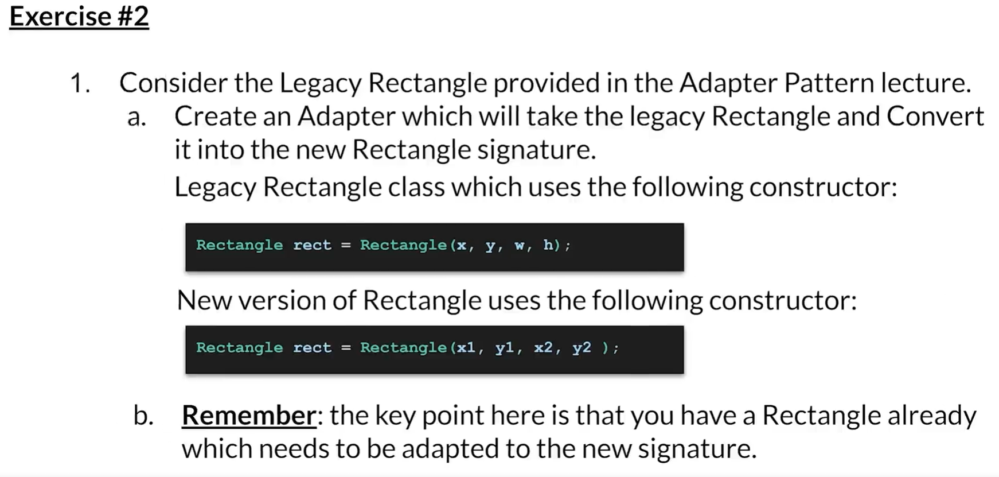 Exercise #2
1. Consider the Legacy Rectangle provided in the Adapter Pattern lecture.
a. Create an Adapter which will take the legacy Rectangle and Convert
it into the new Rectangle signature.
Legacy Rectangle class which uses the following constructor:
Rectangle rect = Rectangle(x, y, w, h);
New version of Rectangle uses the following constructor:
Rectangle rect = Rectangle(x1, y1, x2, y2 );
b. Remember: the key point here is that you have a Rectangle already
which needs to be adapted to the new signature.